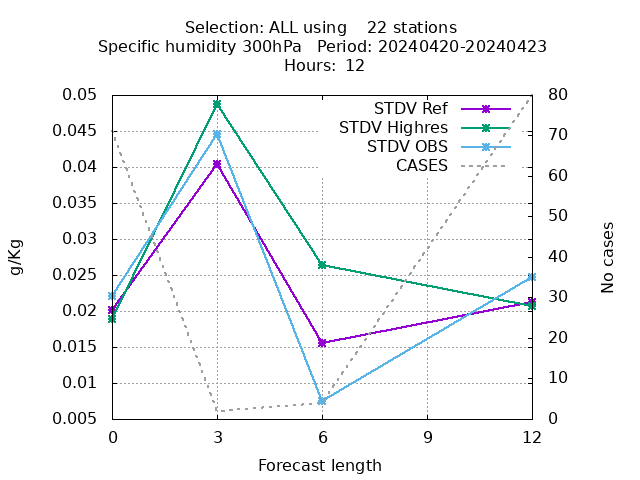 Selection: ALL using    22 stations
Specific humidity 300hPa   Period: 20240420-20240423
Hours: 12
STDV Ref
STDV Highres
STDV OBS
CASES
0.05
0.045
0.04
0.035
0.03
0.025
0.02
0.015
0.01
0.005
80
70
60
50
40
30
20
10
0
g/Kg
No cases
0 3 6 9 12
Forecast length